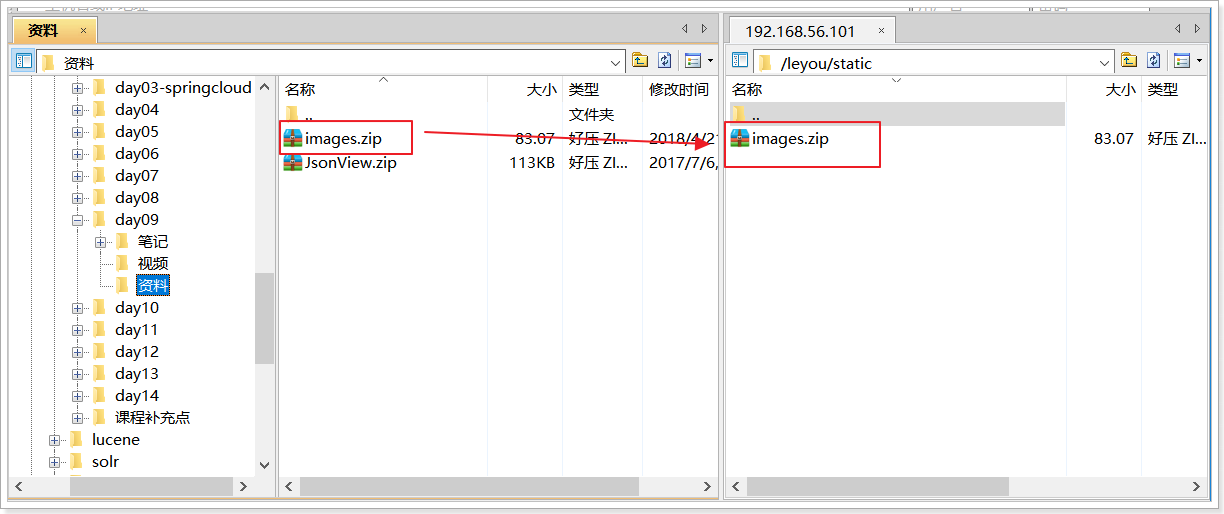 资料 ×
192.168.56.101 ×
资料
/leyou/static
day03-springcloud
day04
day05
day06
day07
day08
day09
笔记
视频
资料
day10
day11
day12
day13
day14
课程补充点
lucene
solr
名称 大小 类型 修改时间
.. 文件夹
images.zip 83.07 好压 ZI... 2018/4/21
JsonView.zip 113KB 好压 ZI... 2017/7/6,
名称 大小 类型
..
images.zip 83.07 好压 ZI...